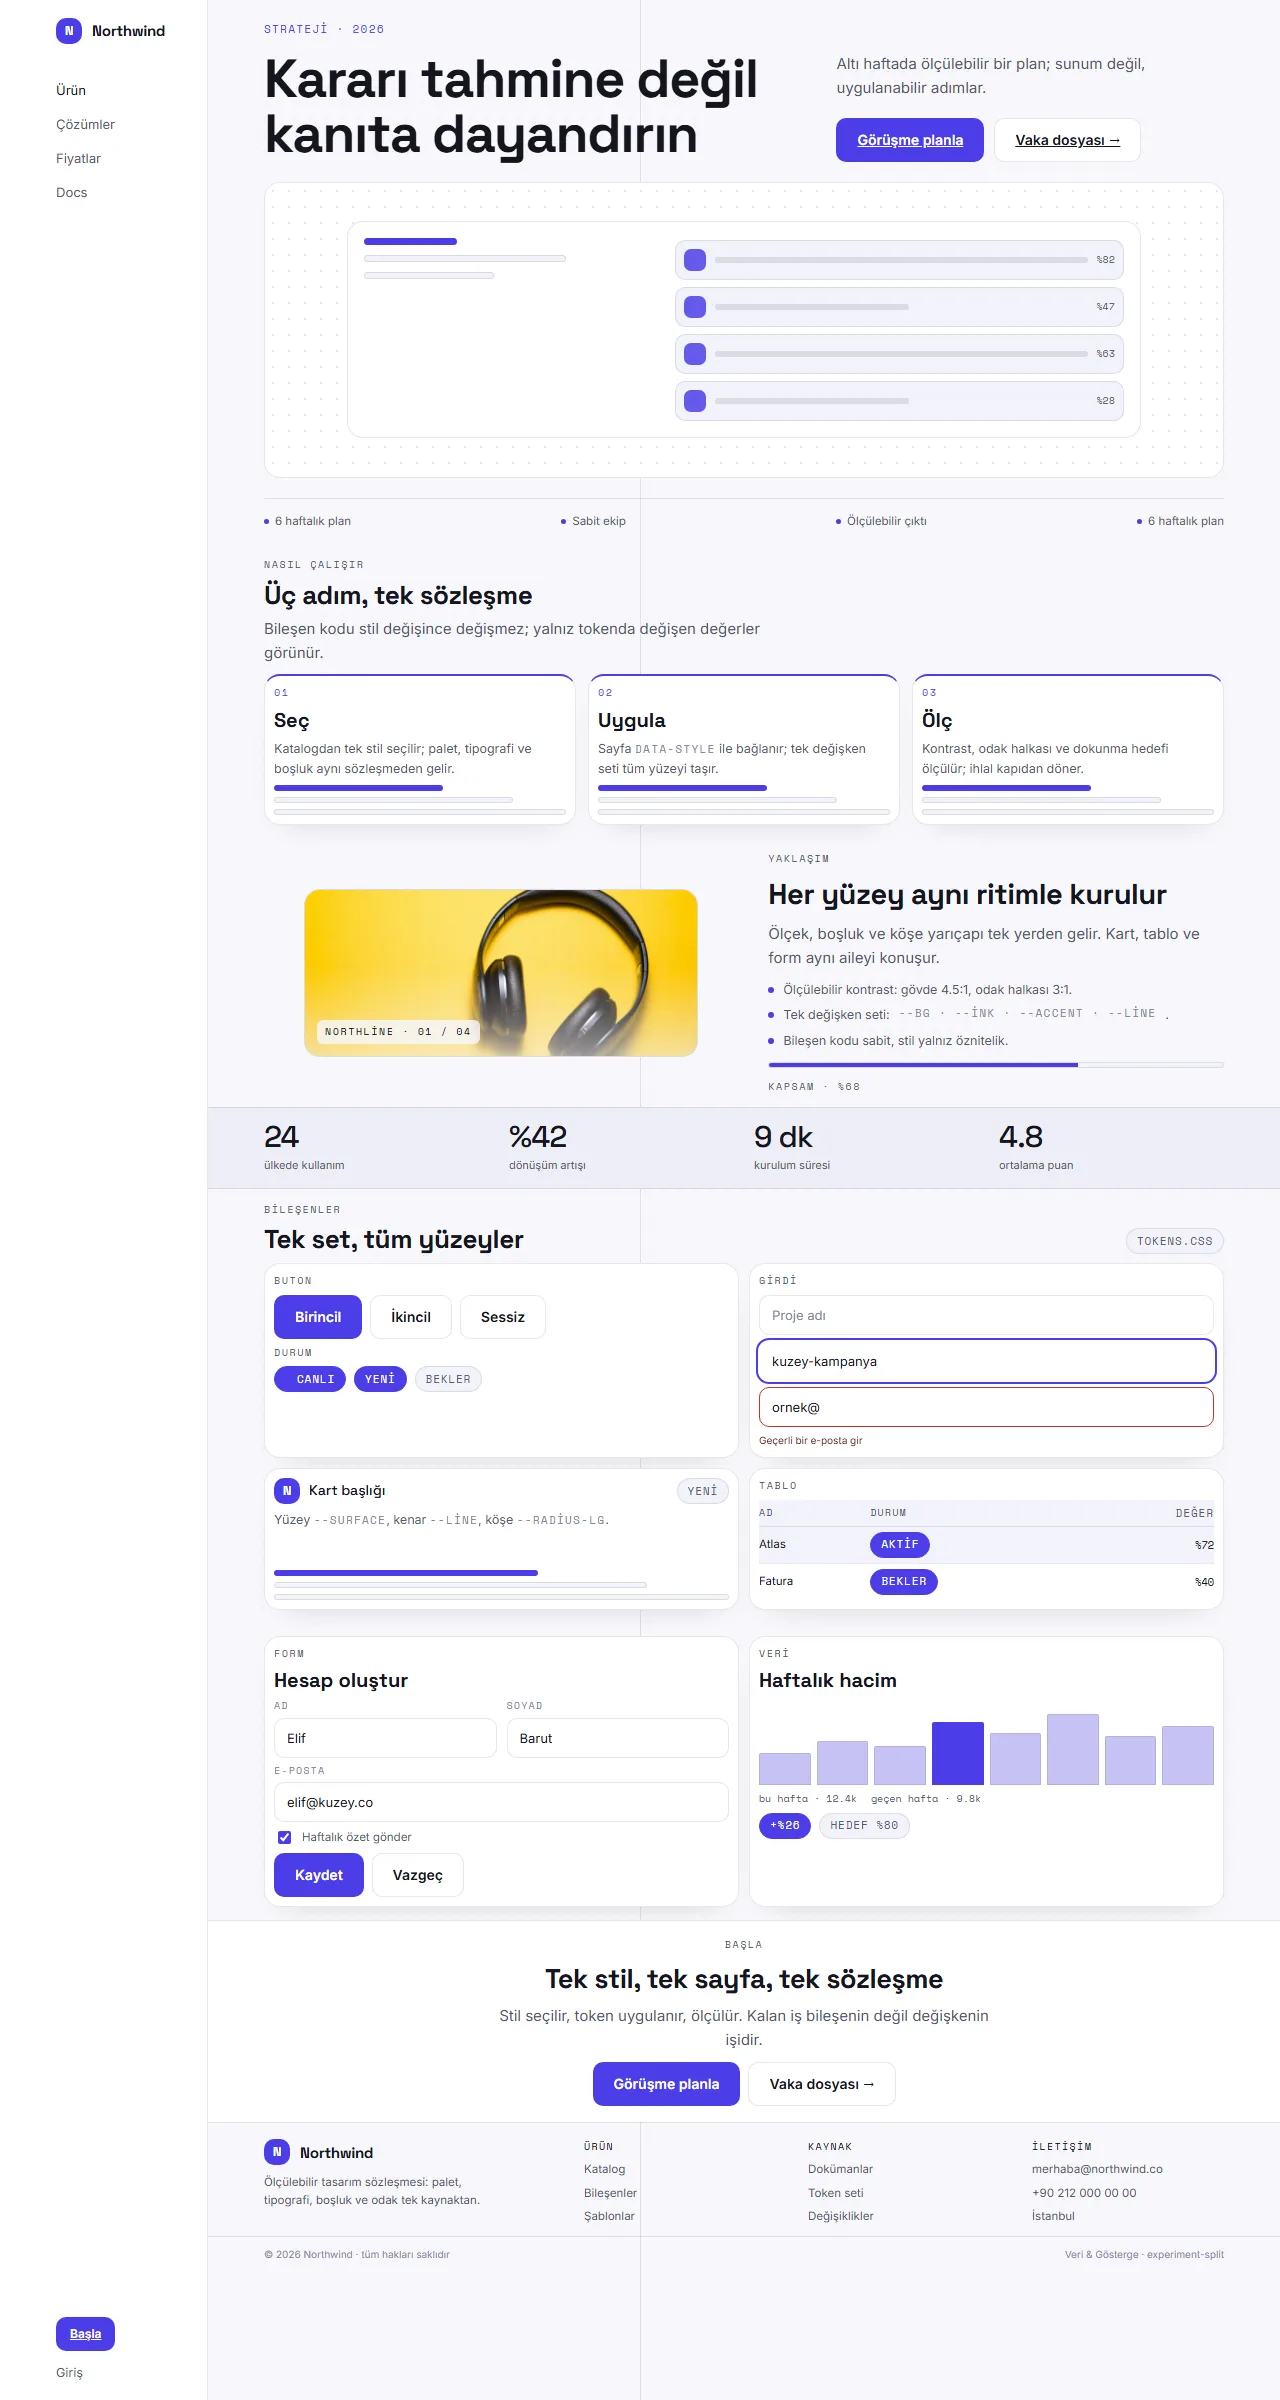 N Northwind
Ürün
Çözümler
Fiyatlar
Docs
STRATEJİ · 2026
Kararı tahmine değil
kanıta dayandırın
Altı haftada ölçülebilir bir plan; sunum değil,
uygulanabilir adımlar.
Görüşme planla
Vaka dosyası →
%82
%47
%63
%28
6 haftalık plan
Sabit ekip
Ölçülebilir çıktı
6 haftalık plan
NASIL ÇALIŞIR
Üç adım, tek sözleşme
Bileşen kodu stil değişince değişmez; yalnız tokenda değişen değerler
görünür.
01
Seç
Katalogdan tek stil seçilir; palet, tipografi ve
boşluk aynı sözleşmeden gelir.
02
Uygula
Sayfa DATA-STYLE ile bağlanır; tek değişken
seti tüm yüzeyi taşır.
03
Ölç
Kontrast, odak halkası ve dokunma hedefi
ölçülür; ihlal kapıdan döner.
NORTHLİNE · 01 / 04
YAKLAŞIM
Her yüzey aynı ritimle kurulur
Ölçek, boşluk ve köşe yarıçapı tek yerden gelir. Kart, tablo ve
form aynı aileyi konuşur.
Ölçülebilir kontrast: gövde 4.5:1, odak halkası 3:1.
Tek değişken seti: --BG · --İNK · --ACCENT · --LİNE .
Bileşen kodu sabit, stil yalnız öznitelik.
KAPSAM · %68
24
ülkede kullanım
%42
dönüşüm artışı
9 dk
kurulum süresi
4.8
ortalama puan
BİLEŞENLER
Tek set, tüm yüzeyler
TOKENS.CSS
BUTON
Birincil
İkincil
Sessiz
DURUM
CANLI
YENİ
BEKLER
GİRDİ
Proje adı
kuzey-kampanya
ornek@
Geçerli bir e-posta gir
N Kart başlığı
YENİ
Yüzey --SURFACE, kenar --LİNE, köşe --RADİUS-LG.
TABLO
AD DURUM DEĞER
Atlas AKTİF %72
Fatura BEKLER %40
FORM
Hesap oluştur
AD
SOYAD
Elif
Barut
E-POSTA
elif@kuzey.co
Haftalık özet gönder
Kaydet
Vazgeç
VERİ
Haftalık hacim
bu hafta · 12.4k geçen hafta · 9.8k
+%26
HEDEF %80
BAŞLA
Tek stil, tek sayfa, tek sözleşme
Stil seçilir, token uygulanır, ölçülür. Kalan iş bileşenin değil değişkenin
işidir.
Görüşme planla
Vaka dosyası →
N Northwind
Ölçülebilir tasarım sözleşmesi: palet,
tipografi, boşluk ve odak tek kaynaktan.
ÜRÜN
Katalog
Bileşenler
Şablonlar
KAYNAK
Dokümanlar
Token seti
Değişiklikler
İLETİŞİM
merhaba@northwind.co
+90 212 000 00 00
İstanbul
© 2026 Northwind · tüm hakları saklıdır
Veri & Gösterge · experiment-split
Başla
Giriş